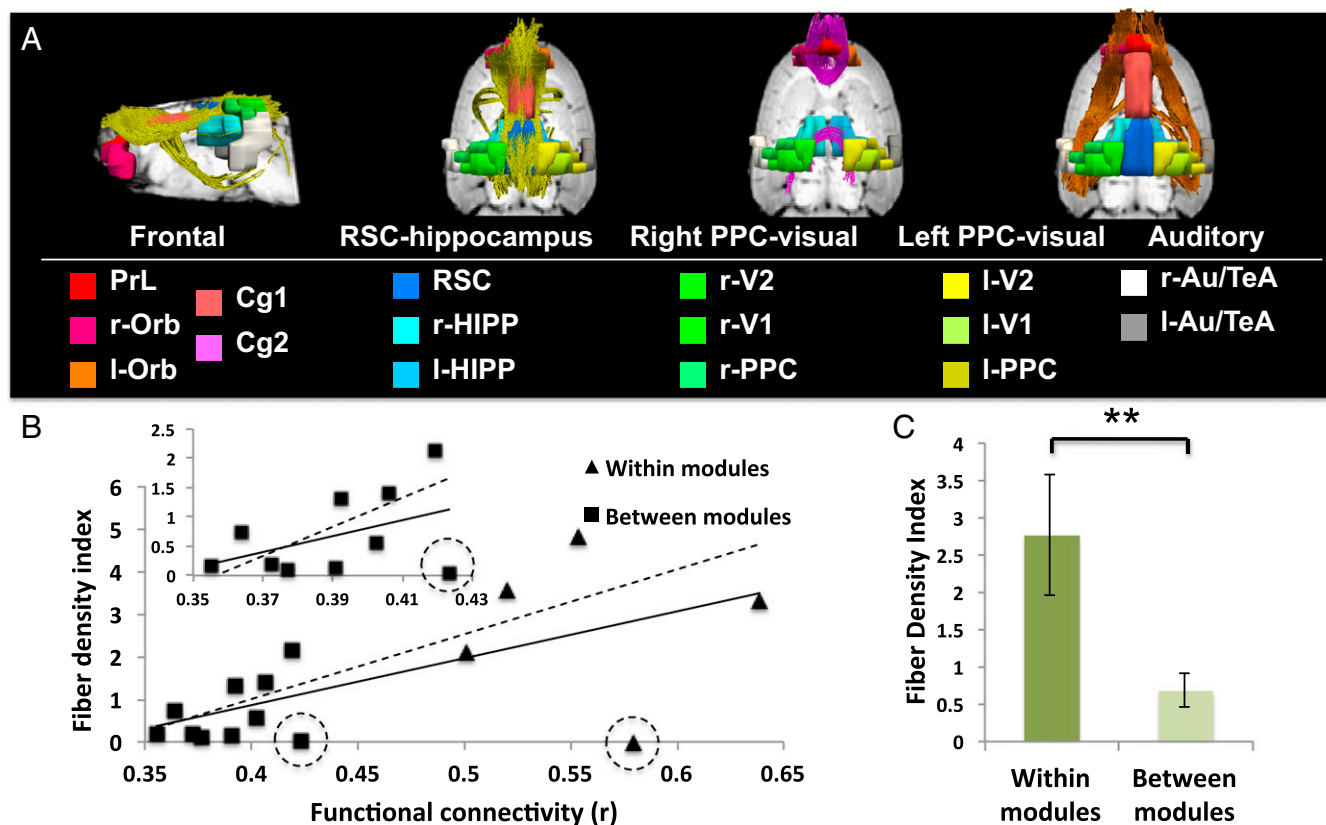 A
Frontal RSC-hippocampus Right PPC-visual Left PPC-visual Auditory
PrL Cg1 RSC r-V2 l-V2 r-Au/TeA
r-Orb Cg2 r-HIPP r-V1 l-V1 l-Au/TeA
l-Orb l-HIPP r-PPC l-PPC
B
2.5
2
1.5
1
0.5
0
0.35 0.37 0.39 0.41 0.43
Within modules
Between modules
Fiber density index
6
5
4
3
2
1
0
0.35 0.4 0.45 0.5 0.55 0.6 0.65
Functional connectivity (r)
C
**
Fiber Density Index
4
3.5
3
2.5
2
1.5
1
0.5
0
Within modules
Between modules